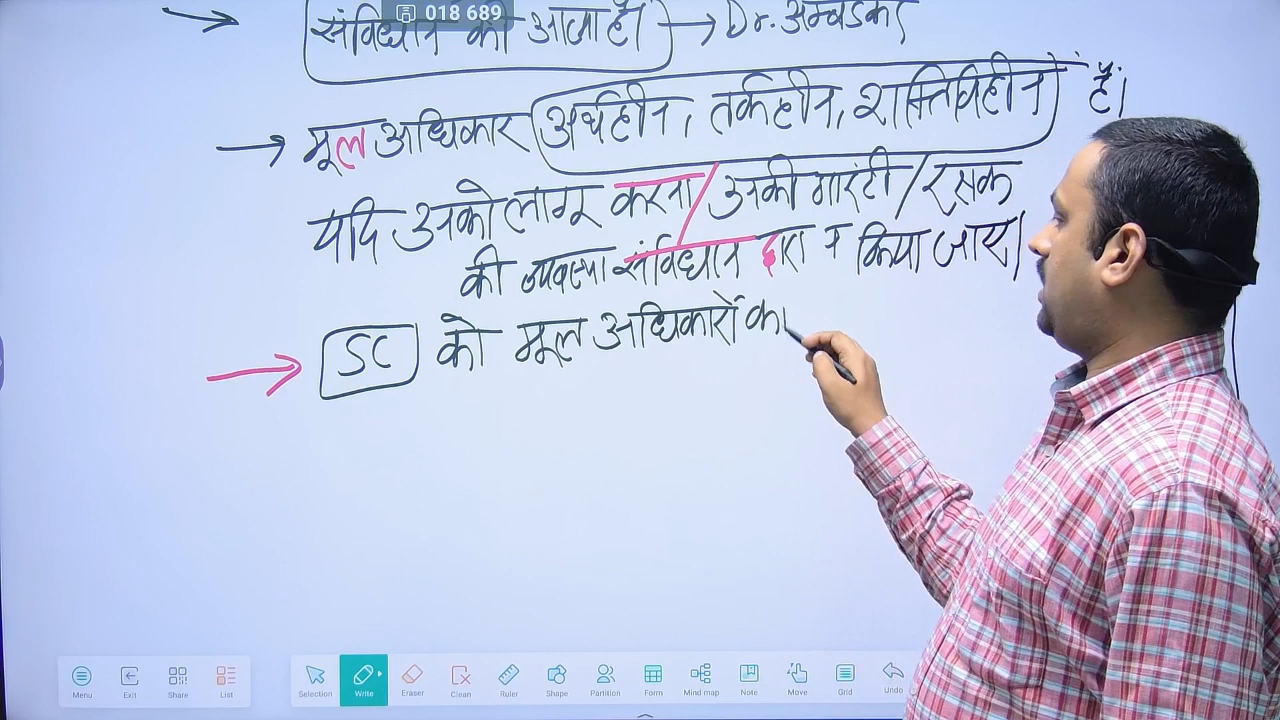 018 689
संविधान की आत्मा है। → Dr. अम्बेडकर
→ मूल अधिकार अर्थहीन, तर्कहीन, शक्तिविहीन हैं।
यदि उनको लागू करना/उनकी गारंटी/रक्षक
की व्यवस्था संविधान द्वारा न किया जाए।
→ SC को मूल अधिकारों का
Menu Exit Share List Selection Write Eraser Clean Ruler Shape Partition Form Mind map Note Move Grid Undo